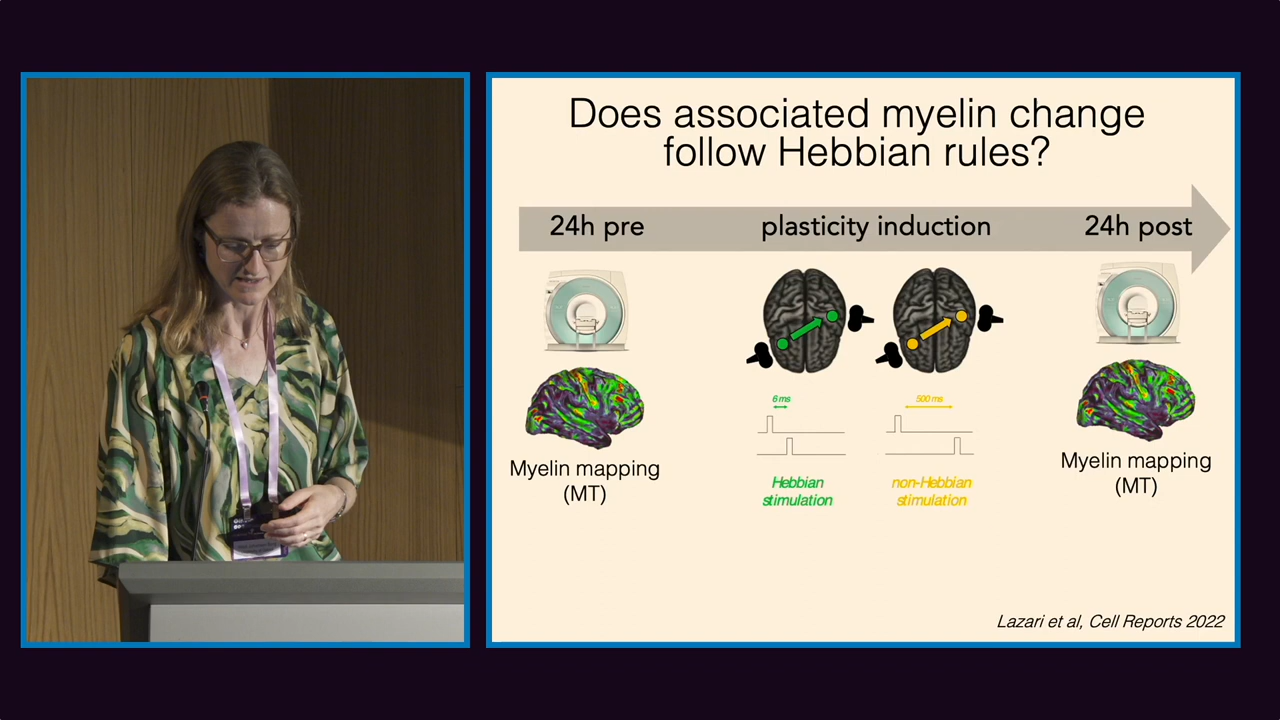 Does associated myelin change
follow Hebbian rules?
24h pre
plasticity induction
24h post
6 ms
500 ms
Myelin mapping
(MT)
Hebbian
stimulation
non-Hebbian
stimulation
Myelin mapping
(MT)
Lazari et al, Cell Reports 2022